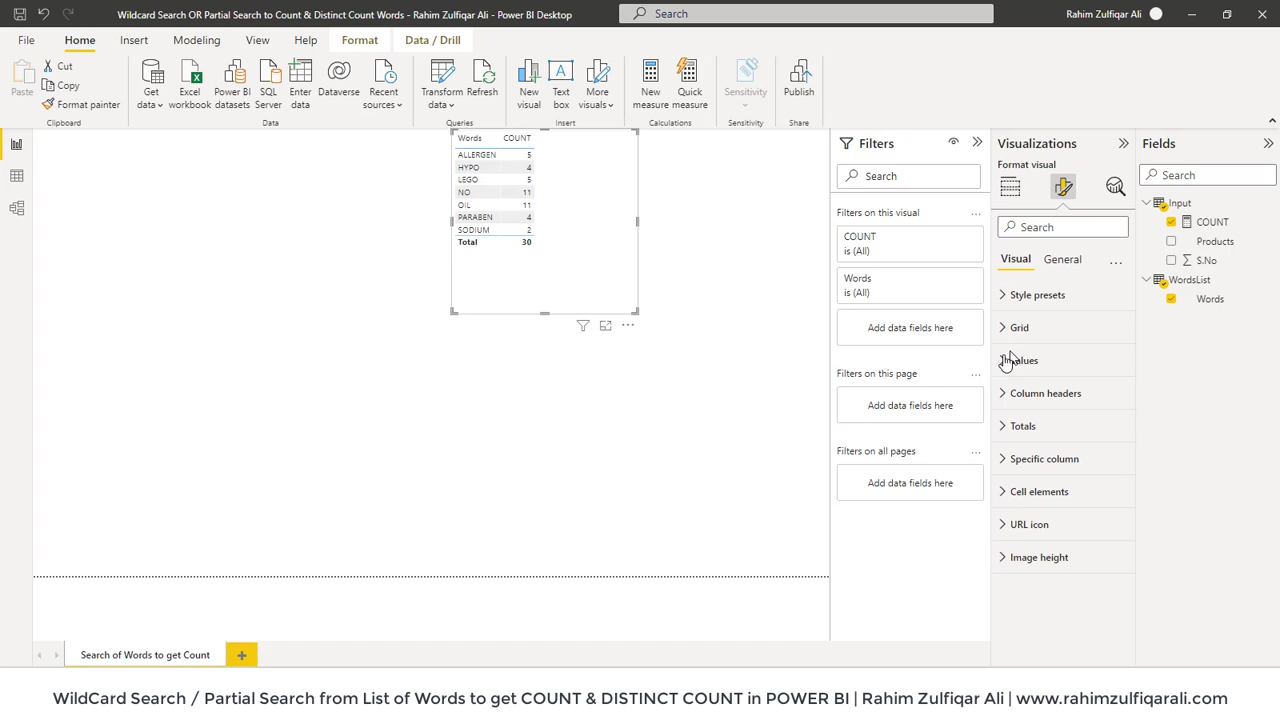 Wildcard Search OR Partial Search to Count & Distinct Count Words - Rahim Zulfiqar Ali - Power BI Desktop
Search
Rahim Zulfiqar Ali
File
Home
Insert
Modeling
View
Help
Format
Data / Drill
Paste
Cut
Copy
Format painter
Clipboard
Get data
Excel workbook
Power BI datasets
SQL Server
Enter data
Dataverse
Recent sources
Data
Transform data
Refresh
Queries
New visual
Text box
More visuals
Insert
New measure
Quick measure
Calculations
Sensitivity
Sensitivity
Publish
Share
Words COUNT
ALLERGEN 5
HYPO 4
LEGO 5
NO 11
OIL 11
PARABEN 4
SODIUM 2
Total 30
Filters
Search
Filters on this visual
COUNT
is (All)
Words
is (All)
Add data fields here
Filters on this page
Add data fields here
Filters on all pages
Add data fields here
Visualizations
Format visual
Search
Visual
General
Style presets
Grid
Values
Column headers
Totals
Specific column
Cell elements
URL icon
Image height
Fields
Search
Input
COUNT
Products
S.No
WordsList
Words
Search of Words to get Count
WildCard Search / Partial Search from List of Words to get COUNT & DISTINCT COUNT in POWER BI | Rahim Zulfiqar Ali | www.rahimzulfiqarali.com